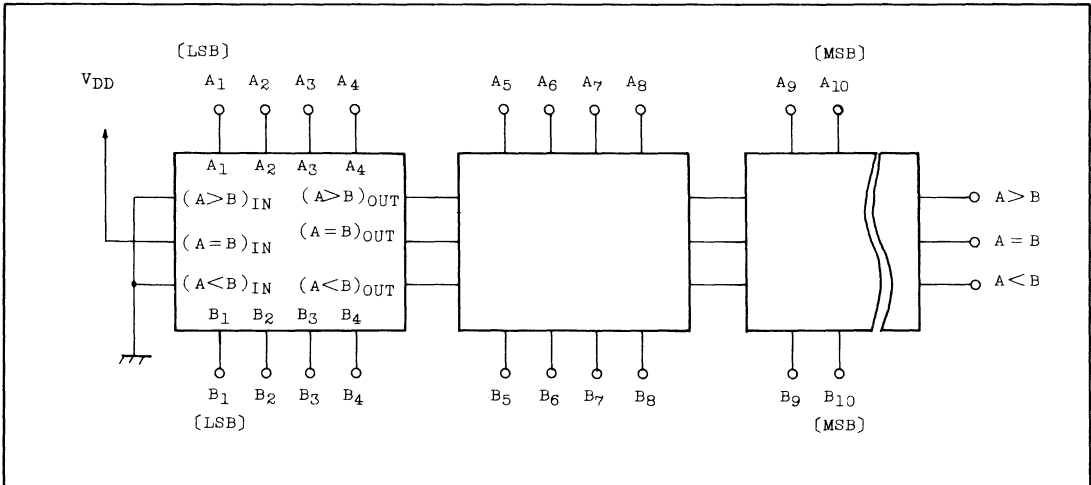 [LSB] [MSB]
VDD A1 A2 A3 A4 A5 A6 A7 A8 A9 A10
A1 A2 A3 A4
(A>B)IN (A>B)OUT A>B
(A=B)IN (A=B)OUT A=B
(A<B)IN (A<B)OUT A<B
B1 B2 B3 B4
B1 B2 B3 B4 B5 B6 B7 B8 B9 B10
[LSB] [MSB]